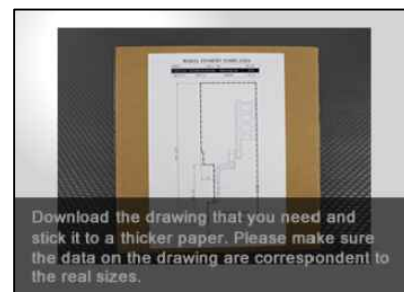 Download the drawing that you need and
stick it to a thicker paper. Please make sure
the data on the drawing are correspondent to
the real sizes.